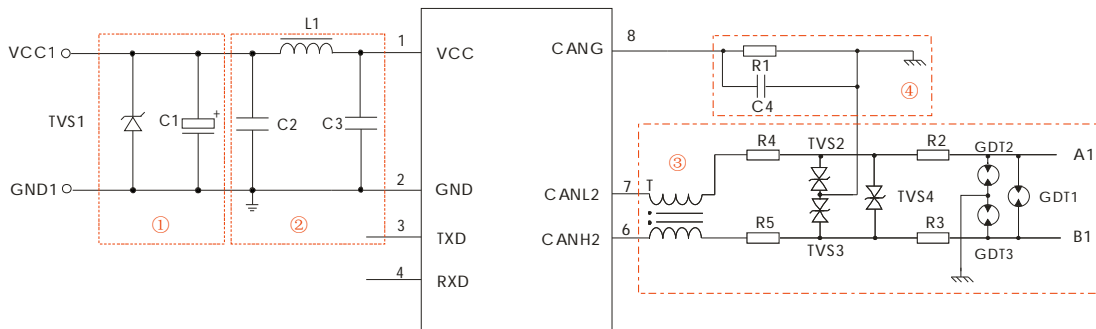 L1
VCC1
1
VCC
CANG
8
R1
C4
④
TVS1
C1
+
C2
C3
GND1
2
GND
①
②
3
TXD
4
RXD
③
T
R4
TVS2
R2
GDT2
A1
CANL2
7
TVS4
GDT1
CANH2
6
R5
TVS3
R3
GDT3
B1